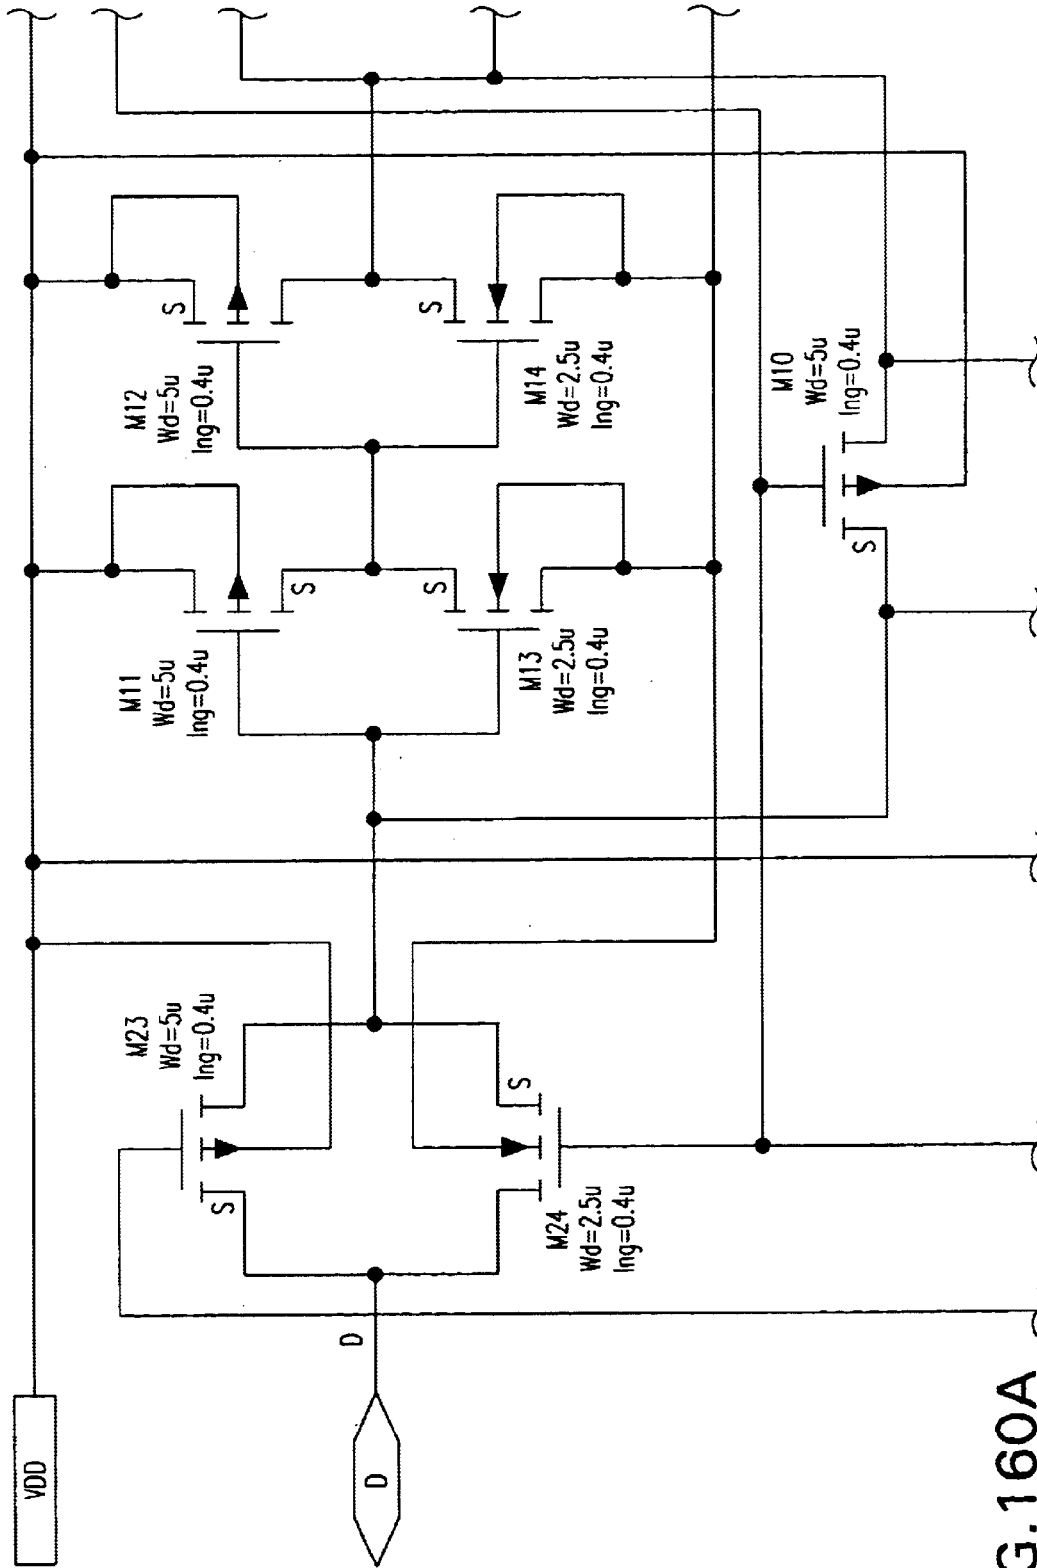 VDD
D
D
M23
Wd=5u
lng=0.4u
S
M24
Wd=2.5u
lng=0.4u
S
M11
Wd=5u
lng=0.4u
S
M13
Wd=2.5u
lng=0.4u
S
M12
Wd=5u
lng=0.4u
S
M14
Wd=2.5u
lng=0.4u
S
M10
Wd=5u
lng=0.4u
S
G.160A